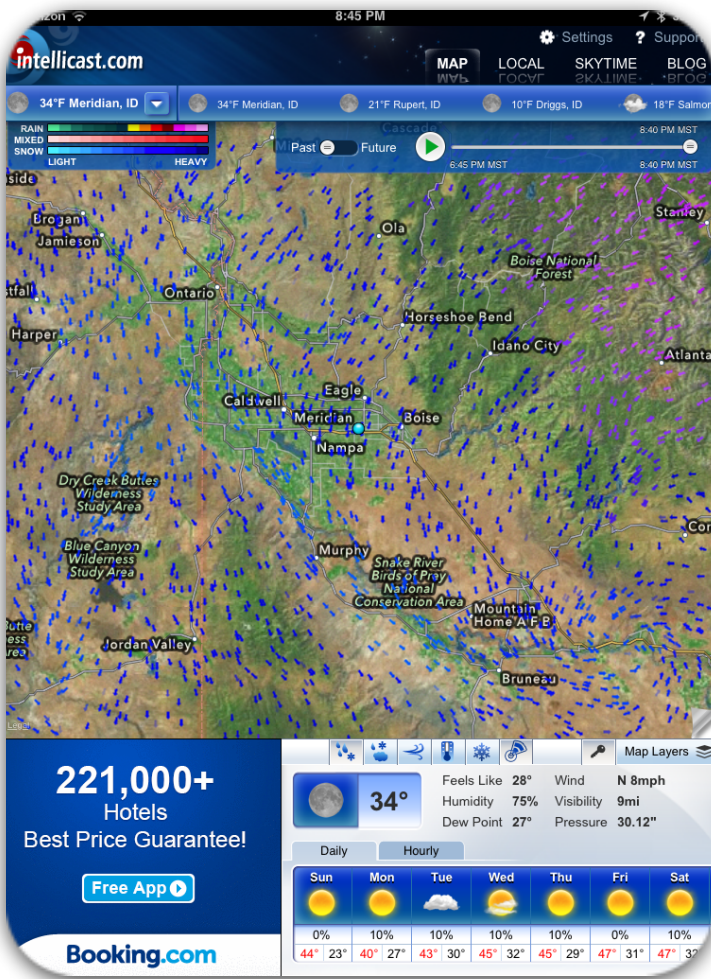 8:45 PM
intellicast.com
Settings ? Support
MAP LOCAL SKYTIME BLOG
34°F Meridian, ID 34°F Meridian, ID 21°F Rupert, ID 10°F Driggs, ID 18°F Salmon
RAIN
MIXED
SNOW
LIGHT HEAVY
Past Future
8:40 PM MST
6:45 PM MST 8:40 PM MST
Cascade
Brogan
Jamieson
Stanley
Ola
Boise National
Forest
Ontario
Harper
Horseshoe Bend
Idaho City
Atlanta
Eagle
Caldwell
Meridian
Boise
Nampa
Dry Creek Buttes
Wilderness
Study Area
Blue Canyon
Wilderness
Study Area
Murphy
Snake River
Birds of Prey
National
Conservation Area
Mountain
Home A F B
Jordan Valley
Bruneau
Legal
221,000+
Hotels
Best Price Guarantee!
Free App
Booking.com
Map Layers
34°
Feels Like 28° Wind N 8mph
Humidity 75% Visibility 9mi
Dew Point 27° Pressure 30.12"
Daily Hourly
Sun Mon Tue Wed Thu Fri Sat
0% 10% 10% 10% 10% 0% 10%
44° 23° 40° 27° 43° 30° 45° 32° 45° 29° 47° 31° 47° 32°